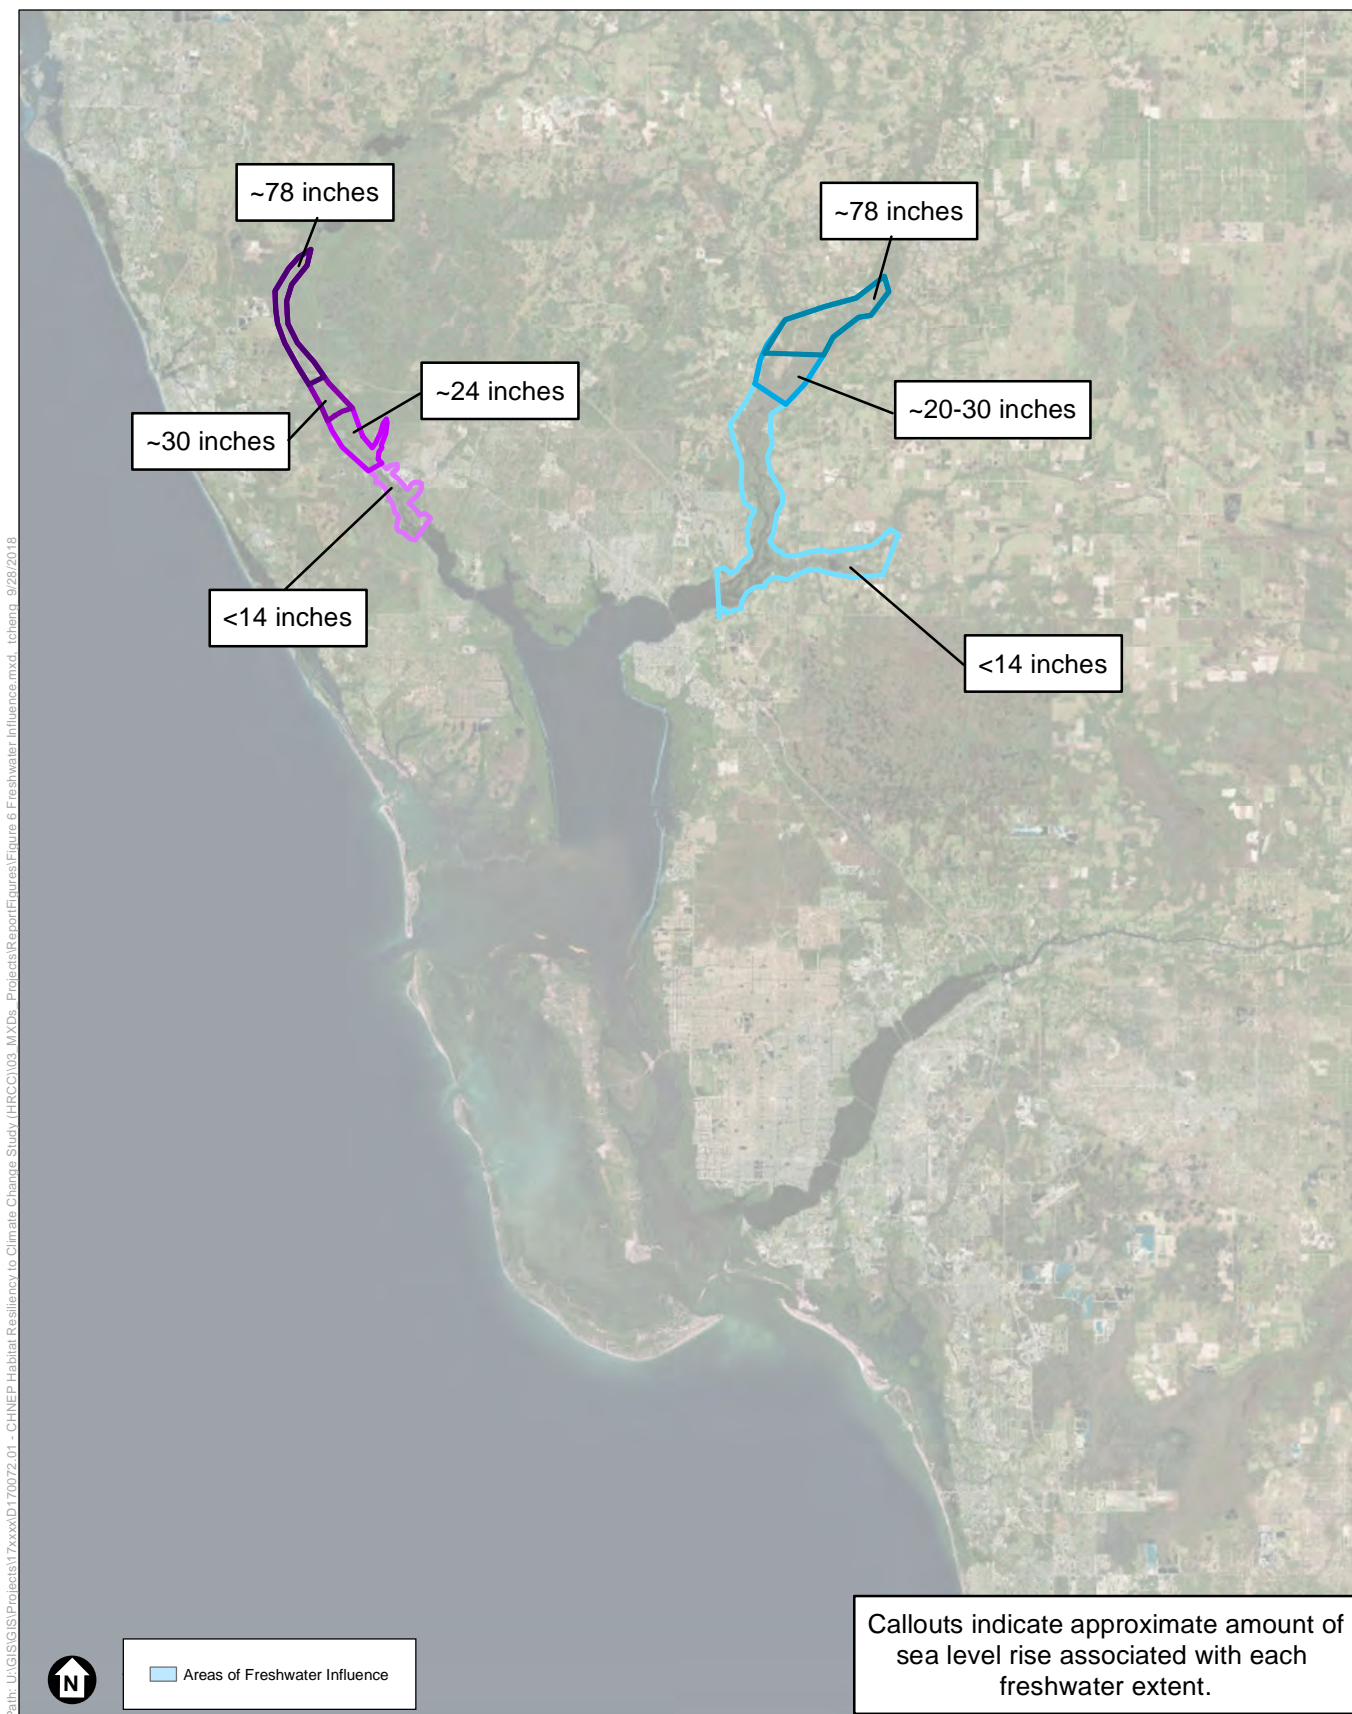 ~78 inches
~78 inches
~24 inches
~20-30 inches
~30 inches
<14 inches
<14 inches
Path: U:\GIS\GIS\Projects\17xxxx\D170072.01 - CHNEP Habitat Resiliency to Climate Change Study (HRCC)\03_MXDs_Projects\ReportFigures\Figure 6 Freshwater Influence.mxd, tcheng 9/28/2018
Callouts indicate approximate amount of
sea level rise associated with each
freshwater extent.
N
Areas of Freshwater Influence